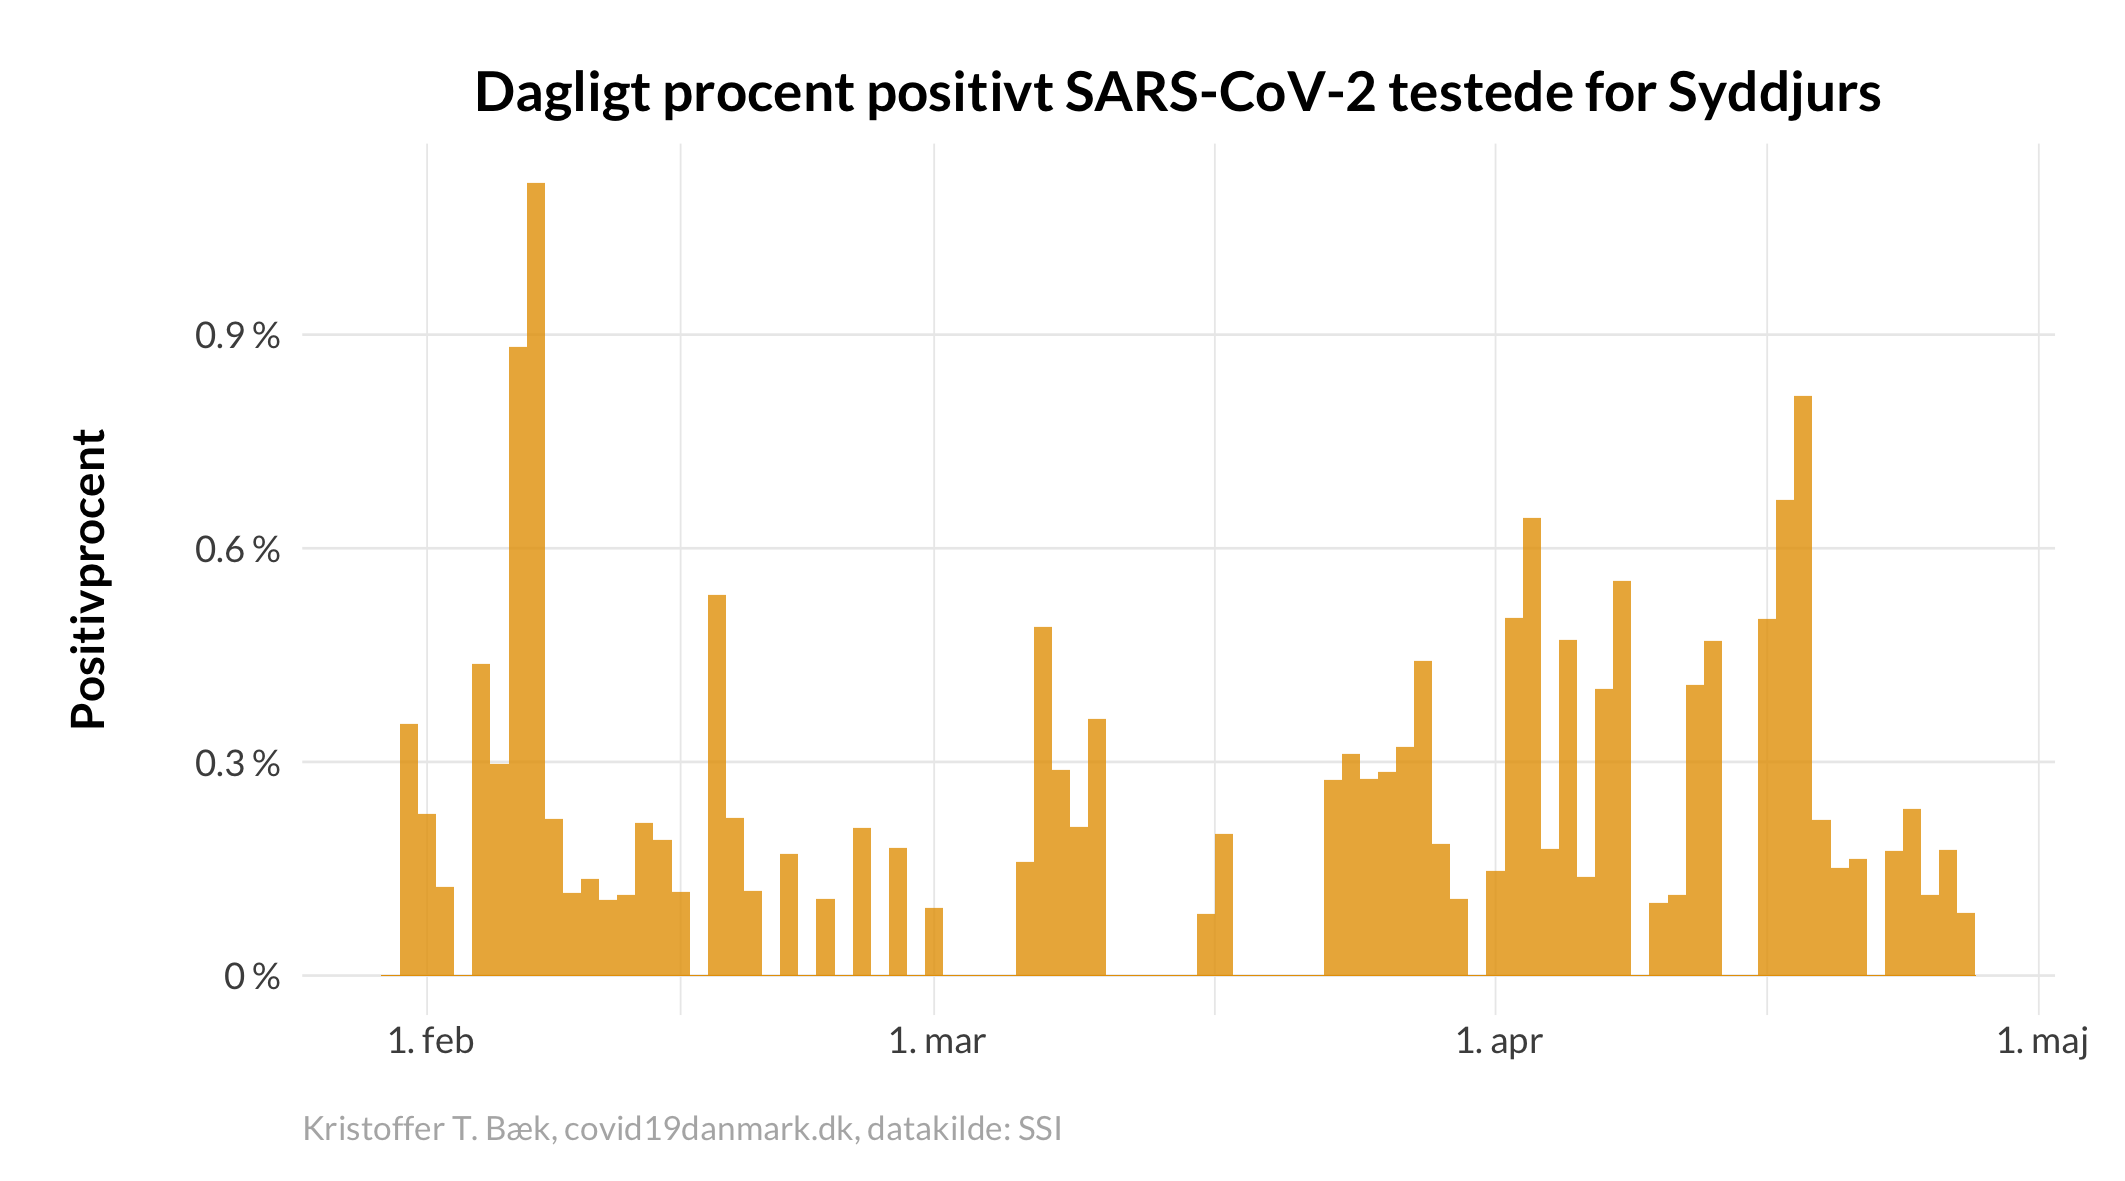 Dagligt procent positivt SARS-CoV-2 testede for Syddjurs
Positivprocent
0.9 %
0.6 %
0.3 %
0 %
1. feb
1. mar
1. apr
1. maj
Kristoffer T. Bæk, covid19danmark.dk, datakilde: SSI